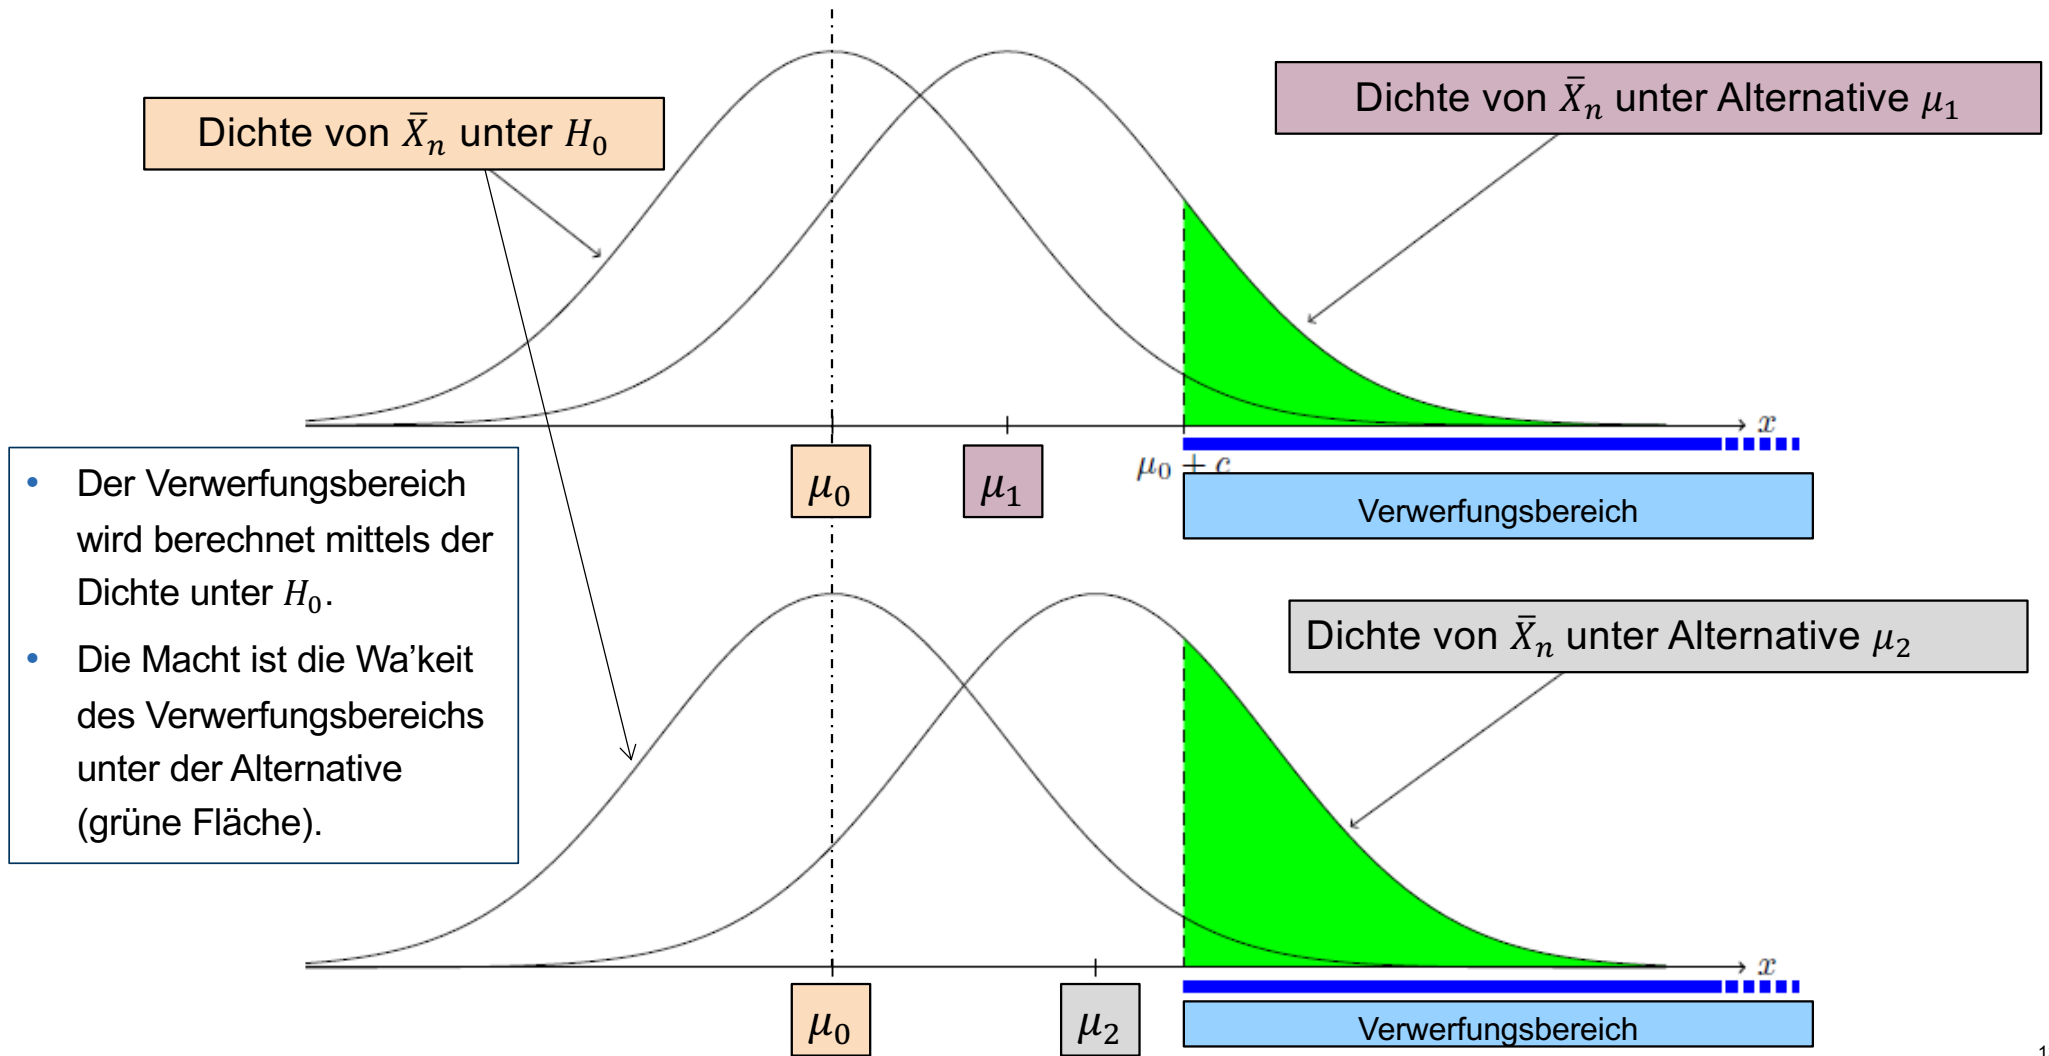 Dichte von X̄ₙ unter H₀
Dichte von X̄ₙ unter Alternative μ₁
x
μ₀
μ₁
μ₀ + c
Verwerfungsbereich
• Der Verwerfungsbereich
wird berechnet mittels der
Dichte unter H₀.
• Die Macht ist die Wa’keit
des Verwerfungsbereichs
unter der Alternative
(grüne Fläche).
Dichte von X̄ₙ unter Alternative μ₂
x
μ₀
μ₂
Verwerfungsbereich
1